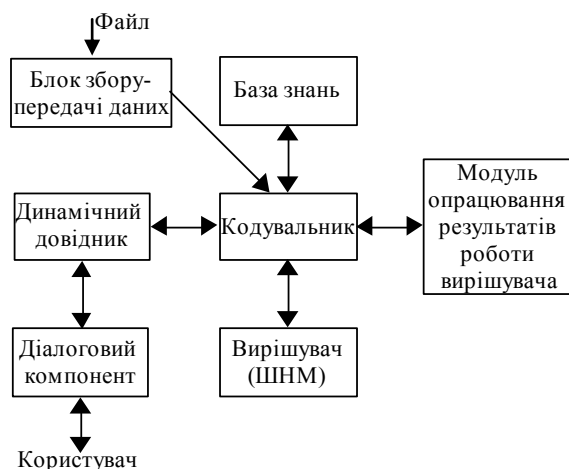 Файл
Блок збору-
передачі даних
База знань
Динамічний
довідник
Кодувальник
Модуль
опрацювання
результатів
роботи
вирішувача
Діалоговий
компонент
Вирішувач
(ШНМ)
Користувач